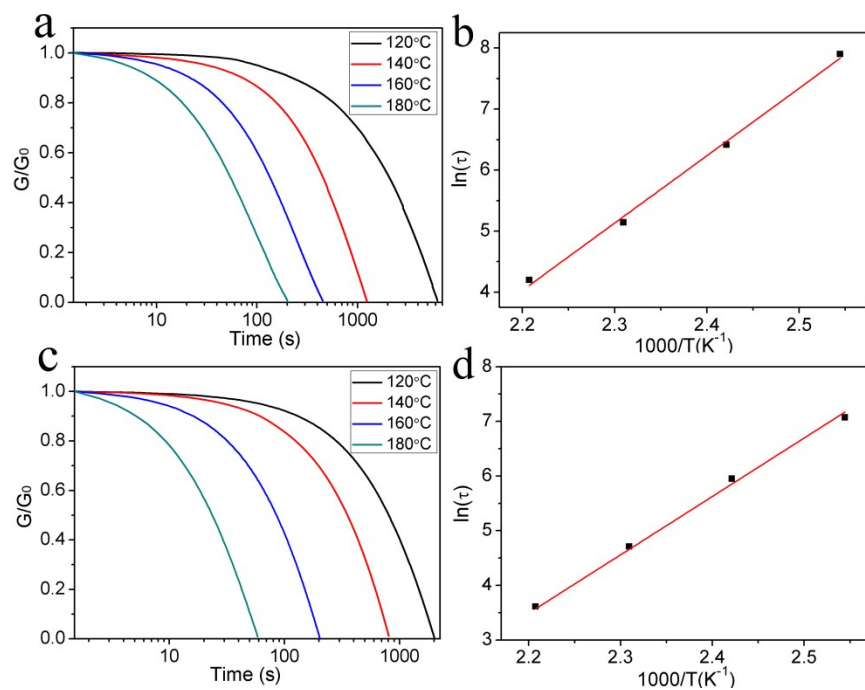 a
G/G₀
1.0
0.8
0.6
0.4
0.2
0.0
10
100
1000
Time (s)
120°C
140°C
160°C
180°C
b
ln(τ)
8
7
6
5
4
2.2
2.3
2.4
2.5
1000/T(K⁻¹)
c
G/G₀
1.0
0.8
0.6
0.4
0.2
0.0
10
100
1000
Time (s)
120°C
140°C
160°C
180°C
d
ln(τ)
8
7
6
5
4
3
2.2
2.3
2.4
2.5
1000/T(K⁻¹)